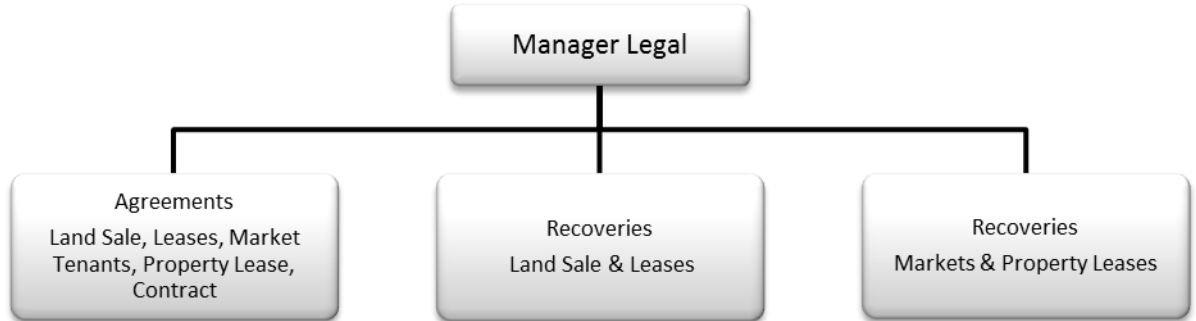 Manager Legal
Agreements
Land Sale, Leases, Market
Tenants, Property Lease,
Contract
Recoveries
Land Sale & Leases
Recoveries
Markets & Property Leases